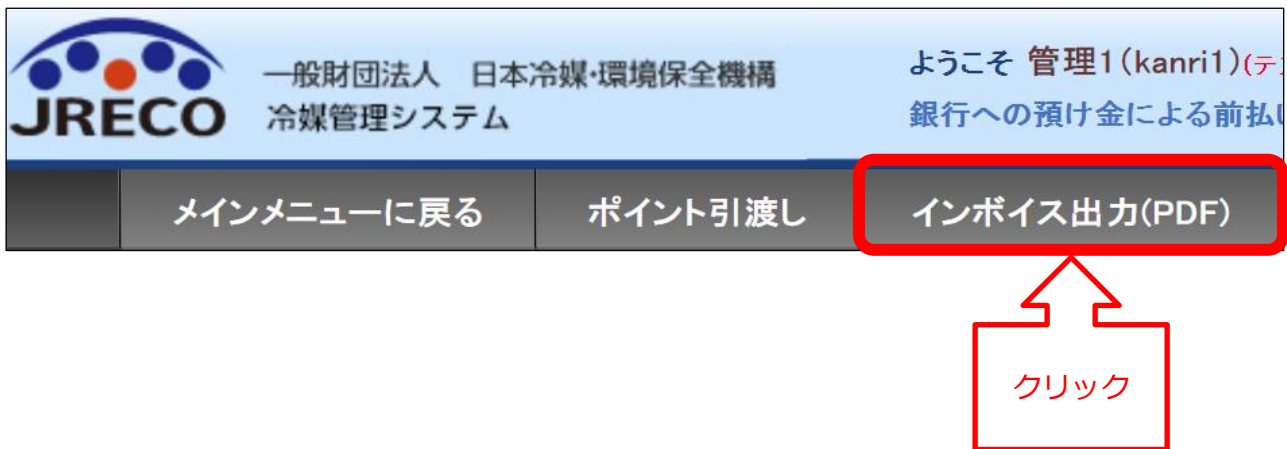 JRECO
一般財団法人 日本冷媒・環境保全機構
冷媒管理システム
ようこそ 管理1(kanri1)(テ
銀行への預け金による前払
メインメニューに戻る
ポイント引渡し
インボイス出力(PDF)
クリック